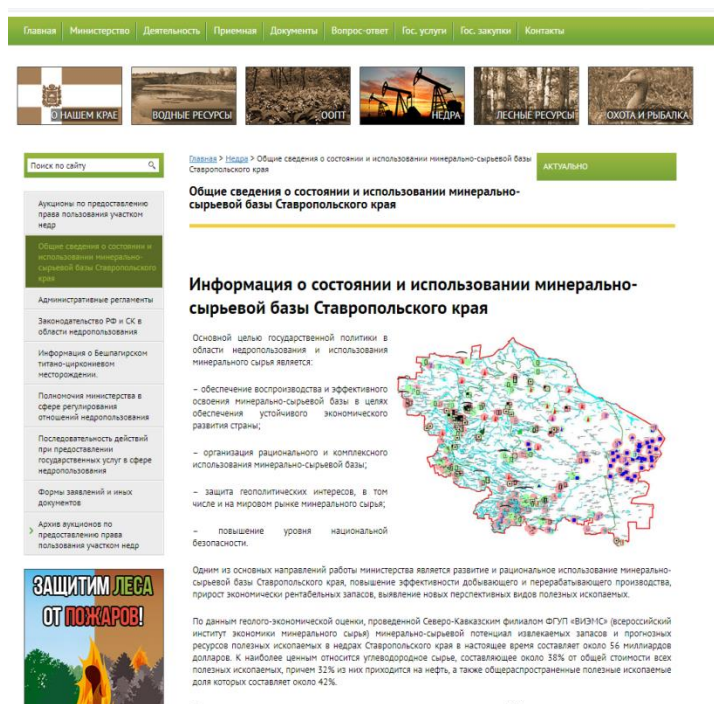 Главная Министерство Деятельность Приемная Документы Вопрос-ответ Гос. услуги Гос. закупки Контакты
О НАШЕМ КРАЕ ВОДНЫЕ РЕСУРСЫ ООПТ НЕДРА ЛЕСНЫЕ РЕСУРСЫ ОХОТА И РЫБАЛКА
Поиск по сайту
Аукционы по предоставлению
права пользования участком
недр
Общие сведения о состоянии и
использовании минерально-
сырьевой базы Ставропольского
края
Административные регламенты
Законодательство РФ и СК в
области недропользования
Информация о Бешпагирском
титано-циркониевом
месторождении.
Полномочия министерства в
сфере регулирования
отношений недропользования
Последовательность действий
при предоставлении
государственных услуг в сфере
недропользования
Формы заявлений и иных
документов
Архив аукционов по
предоставлению права
пользования участком недр
ЗАЩИТИМ ЛЕСА
ОТ ПОЖАРОВ!
Главная > Недра > Общие сведения о состоянии и использовании минерально-сырьевой базы
Ставропольского края
АКТУАЛЬНО
Общие сведения о состоянии и использовании минерально-
сырьевой базы Ставропольского края
Информация о состоянии и использовании минерально-
сырьевой базы Ставропольского края
Основной целью государственной политики в
области недропользования и использования
минерального сырья является:
– обеспечение воспроизводства и эффективного
освоения минерально-сырьевой базы в целях
обеспечения устойчивого экономического
развития страны;
– организация рационального и комплексного
использования минерально-сырьевой базы;
– защита геополитических интересов, в том
числе и на мировом рынке минерального сырья;
– повышение уровня национальной
безопасности.
Одним из основных направлений работы министерства является развитие и рациональное использование минерально-
сырьевой базы Ставропольского края, повышение эффективности добывающего и перерабатывающего производства,
прирост экономически рентабельных запасов, выявление новых перспективных видов полезных ископаемых.
По данным геолого-экономической оценки, проведенной Северо-Кавказским филиалом ФГУП «ВИЭМС» (всероссийский
институт экономики минерального сырья) минерально-сырьевой потенциал извлекаемых запасов и прогнозных
ресурсов полезных ископаемых в недрах Ставропольского края в настоящее время составляет около 56 миллиардов
долларов. К наиболее ценным относится углеводородное сырье, составляющее около 38% от общей стоимости всех
полезных ископаемых, причем 32% из них приходится на нефть, а также общераспространенные полезные ископаемые
доля которых составляет около 42%.